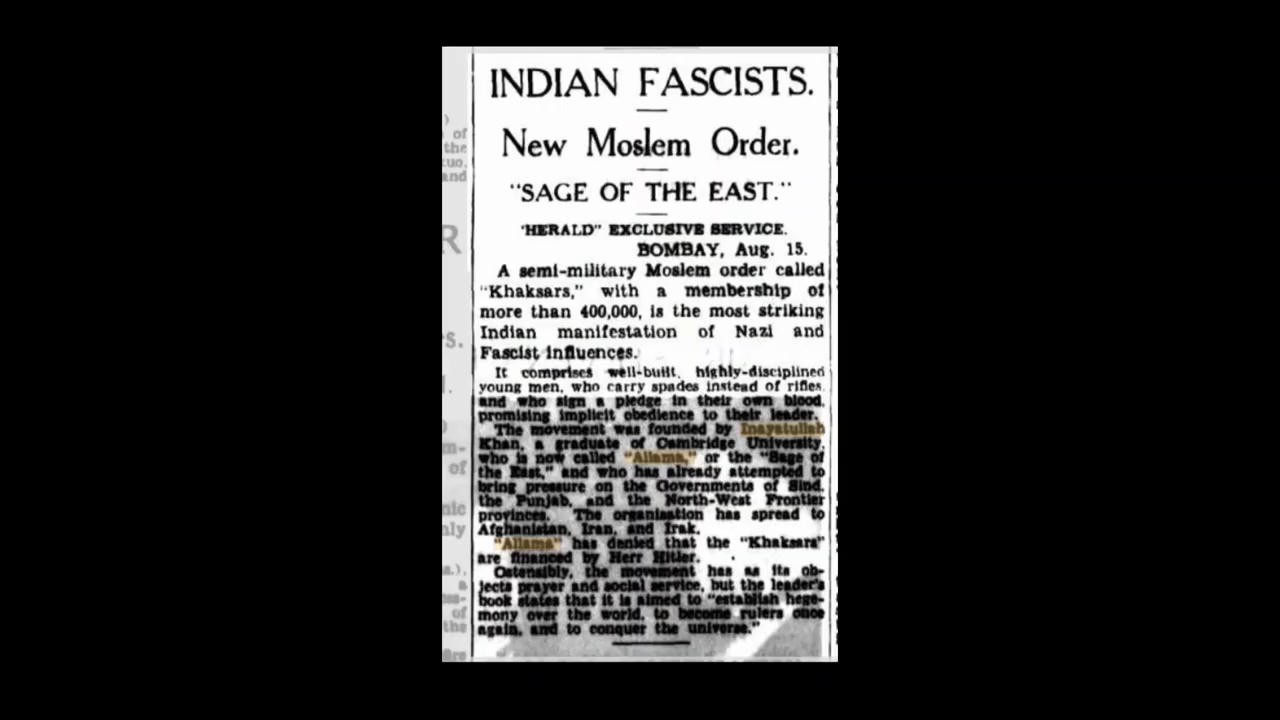 INDIAN FASCISTS.
New Moslem Order.
"SAGE OF THE EAST."
'HERALD" EXCLUSIVE SERVICE.
BOMBAY, Aug. 15.
A semi-military Moslem order called
"Khaksars," with a membership of
more than 400,000, is the most striking
Indian manifestation of Nazi and
Fascist influences.
It comprises well-built, highly-disciplined
young men, who carry spades instead of rifles,
and who sign a pledge in their own blood,
promising implicit obedience to their leader.
The movement was founded by Inayatullah
Khan, a graduate of Cambridge University,
who is now called "Allama," or the "Sage of
the East," and who has already attempted to
bring pressure on the Governments of Sind,
the Punjab, and the North-West Frontier
provinces. The organisation has spread to
Afghanistan, Iran, and Irak.
"Allama" has denied that the "Khaksars"
are financed by Herr Hitler.
Ostensibly, the movement has as its ob-
jects prayer and social service, but the leader's
book states that it is aimed to "establish hege-
mony over the world, to become rulers once
again, and to conquer the universe."